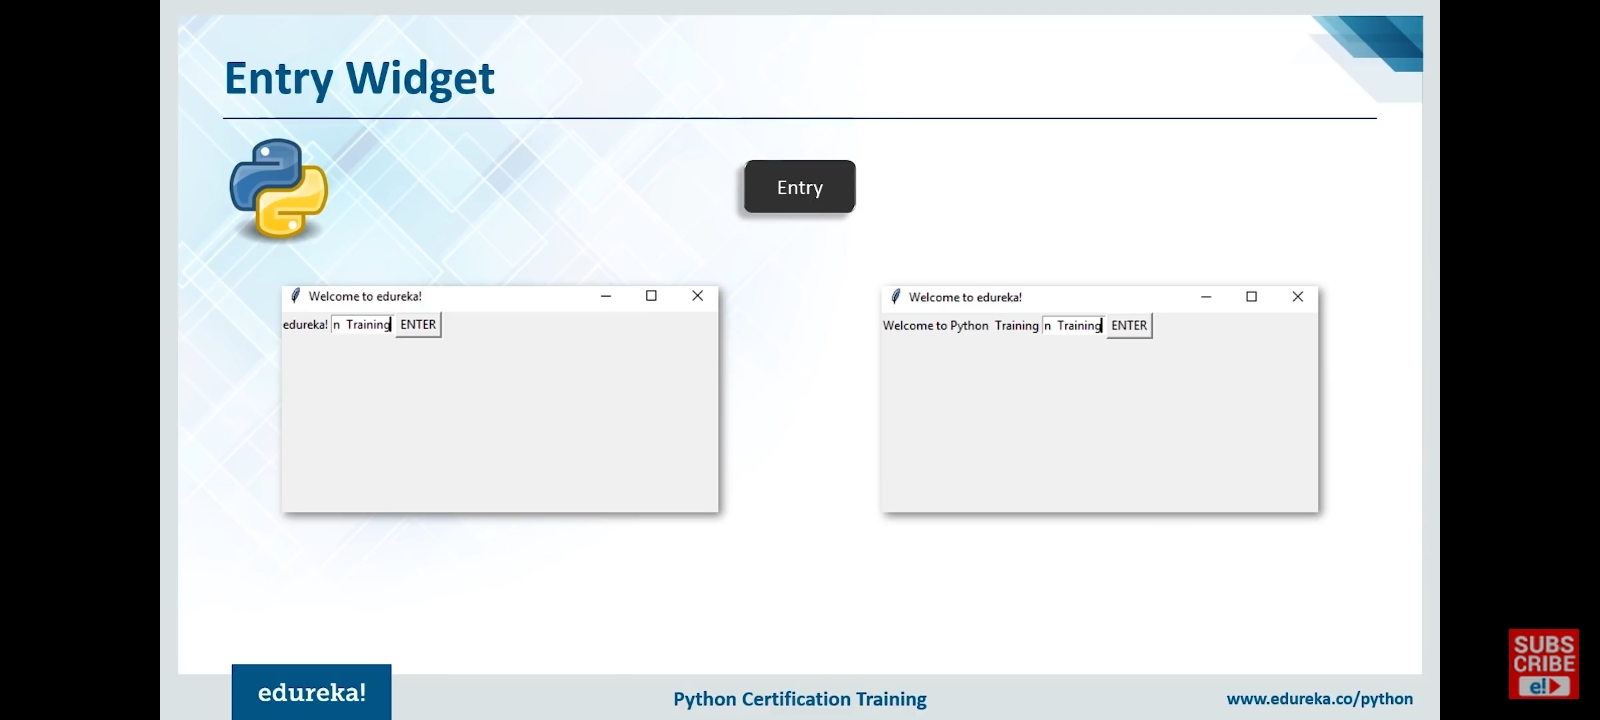 Entry Widget
Entry
Welcome to edureka!
edureka! n  Training ENTER
Welcome to edureka!
Welcome to Python  Training n  Training ENTER
edureka!
Python Certification Training
www.edureka.co/python
SUBS
CRIBE
e!